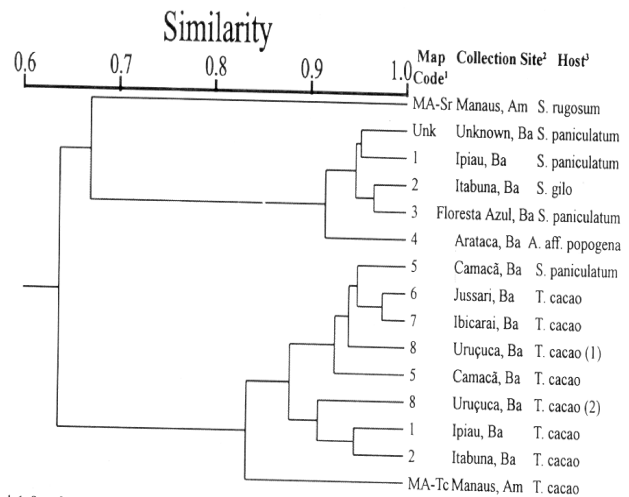 Similarity
0.6 0.7 0.8 0.9 1.0 Map Collection Site² Host³
Code¹
MA-Sr Manaus, Am S. rugosum
Unk Unknown, Ba S. paniculatum
1 Ipiau, Ba S. paniculatum
2 Itabuna, Ba S. gilo
3 Floresta Azul, Ba S. paniculatum
4 Arataca, Ba A. aff. popogena
5 Camacã, Ba S. paniculatum
6 Jussari, Ba T. cacao
7 Ibicarai, Ba T. cacao
8 Uruçuca, Ba T. cacao (1)
5 Camacã, Ba T. cacao
8 Uruçuca, Ba T. cacao (2)
1 Ipiau, Ba T. cacao
2 Itabuna, Ba T. cacao
MA-Tc Manaus, Am T. cacao